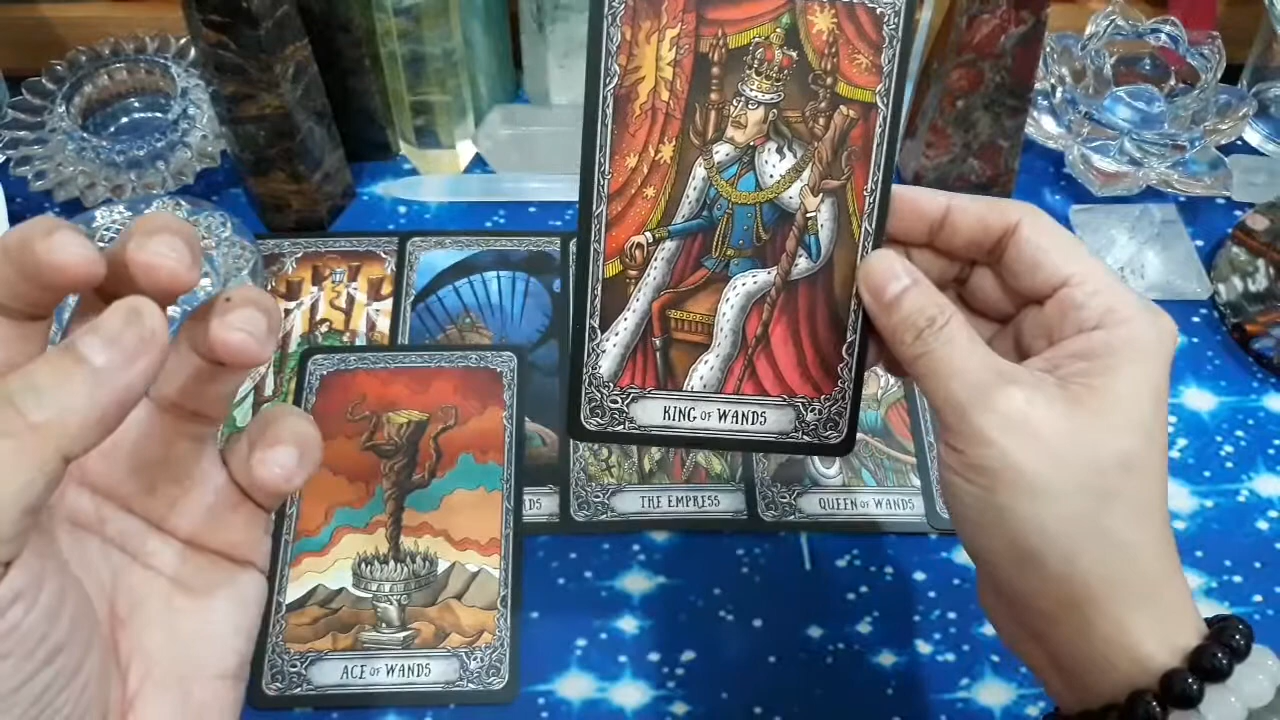 KING OF WANDS
THE EMPRESS
QUEEN OF WANDS
ACE OF WANDS